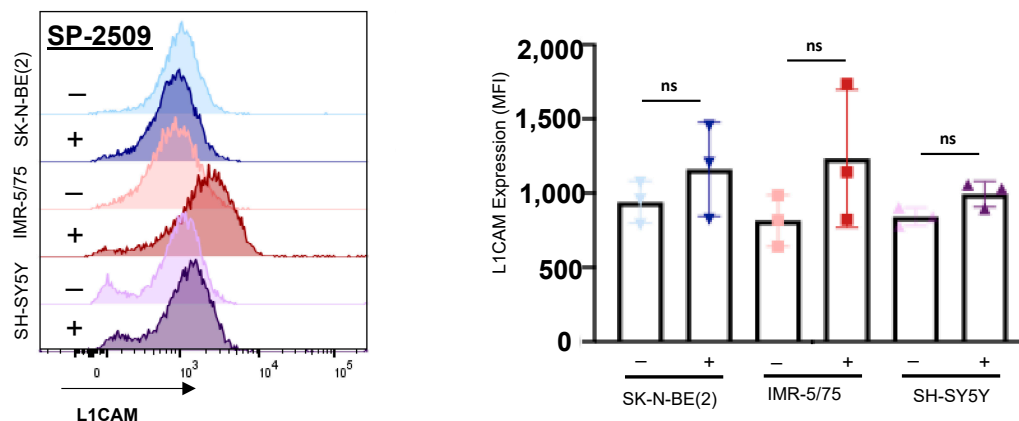 SP-2509
SK-N-BE(2)
–
+
IMR-5/75
–
+
SH-SY5Y
–
+
0
10³
10⁴
10⁵
L1CAM
L1CAM Expression (MFI)
2,000
1,500
1,000
500
0
ns
ns
ns
– + – + – +
SK-N-BE(2) IMR-5/75 SH-SY5Y